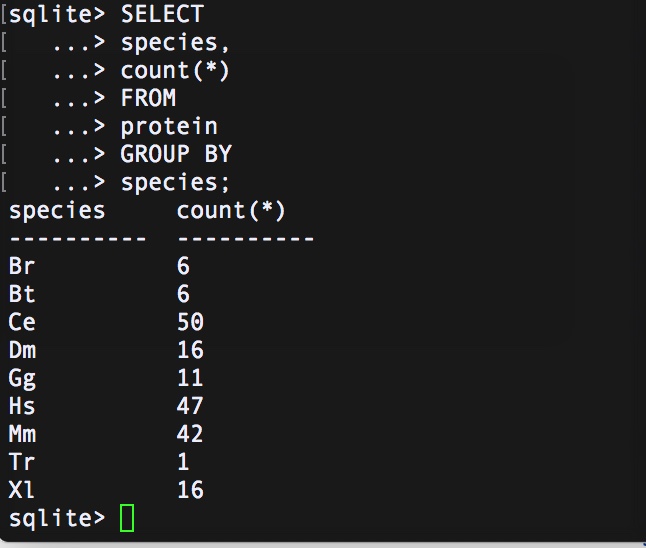 [sqlite> SELECT
[   ...> species,
[   ...> count(*)
[   ...> FROM
[   ...> protein
[   ...> GROUP BY
[   ...> species;
species     count(*)
----------  ----------
Br          6
Bt          6
Ce          50
Dm          16
Gg          11
Hs          47
Mm          42
Tr          1
Xl          16
sqlite>